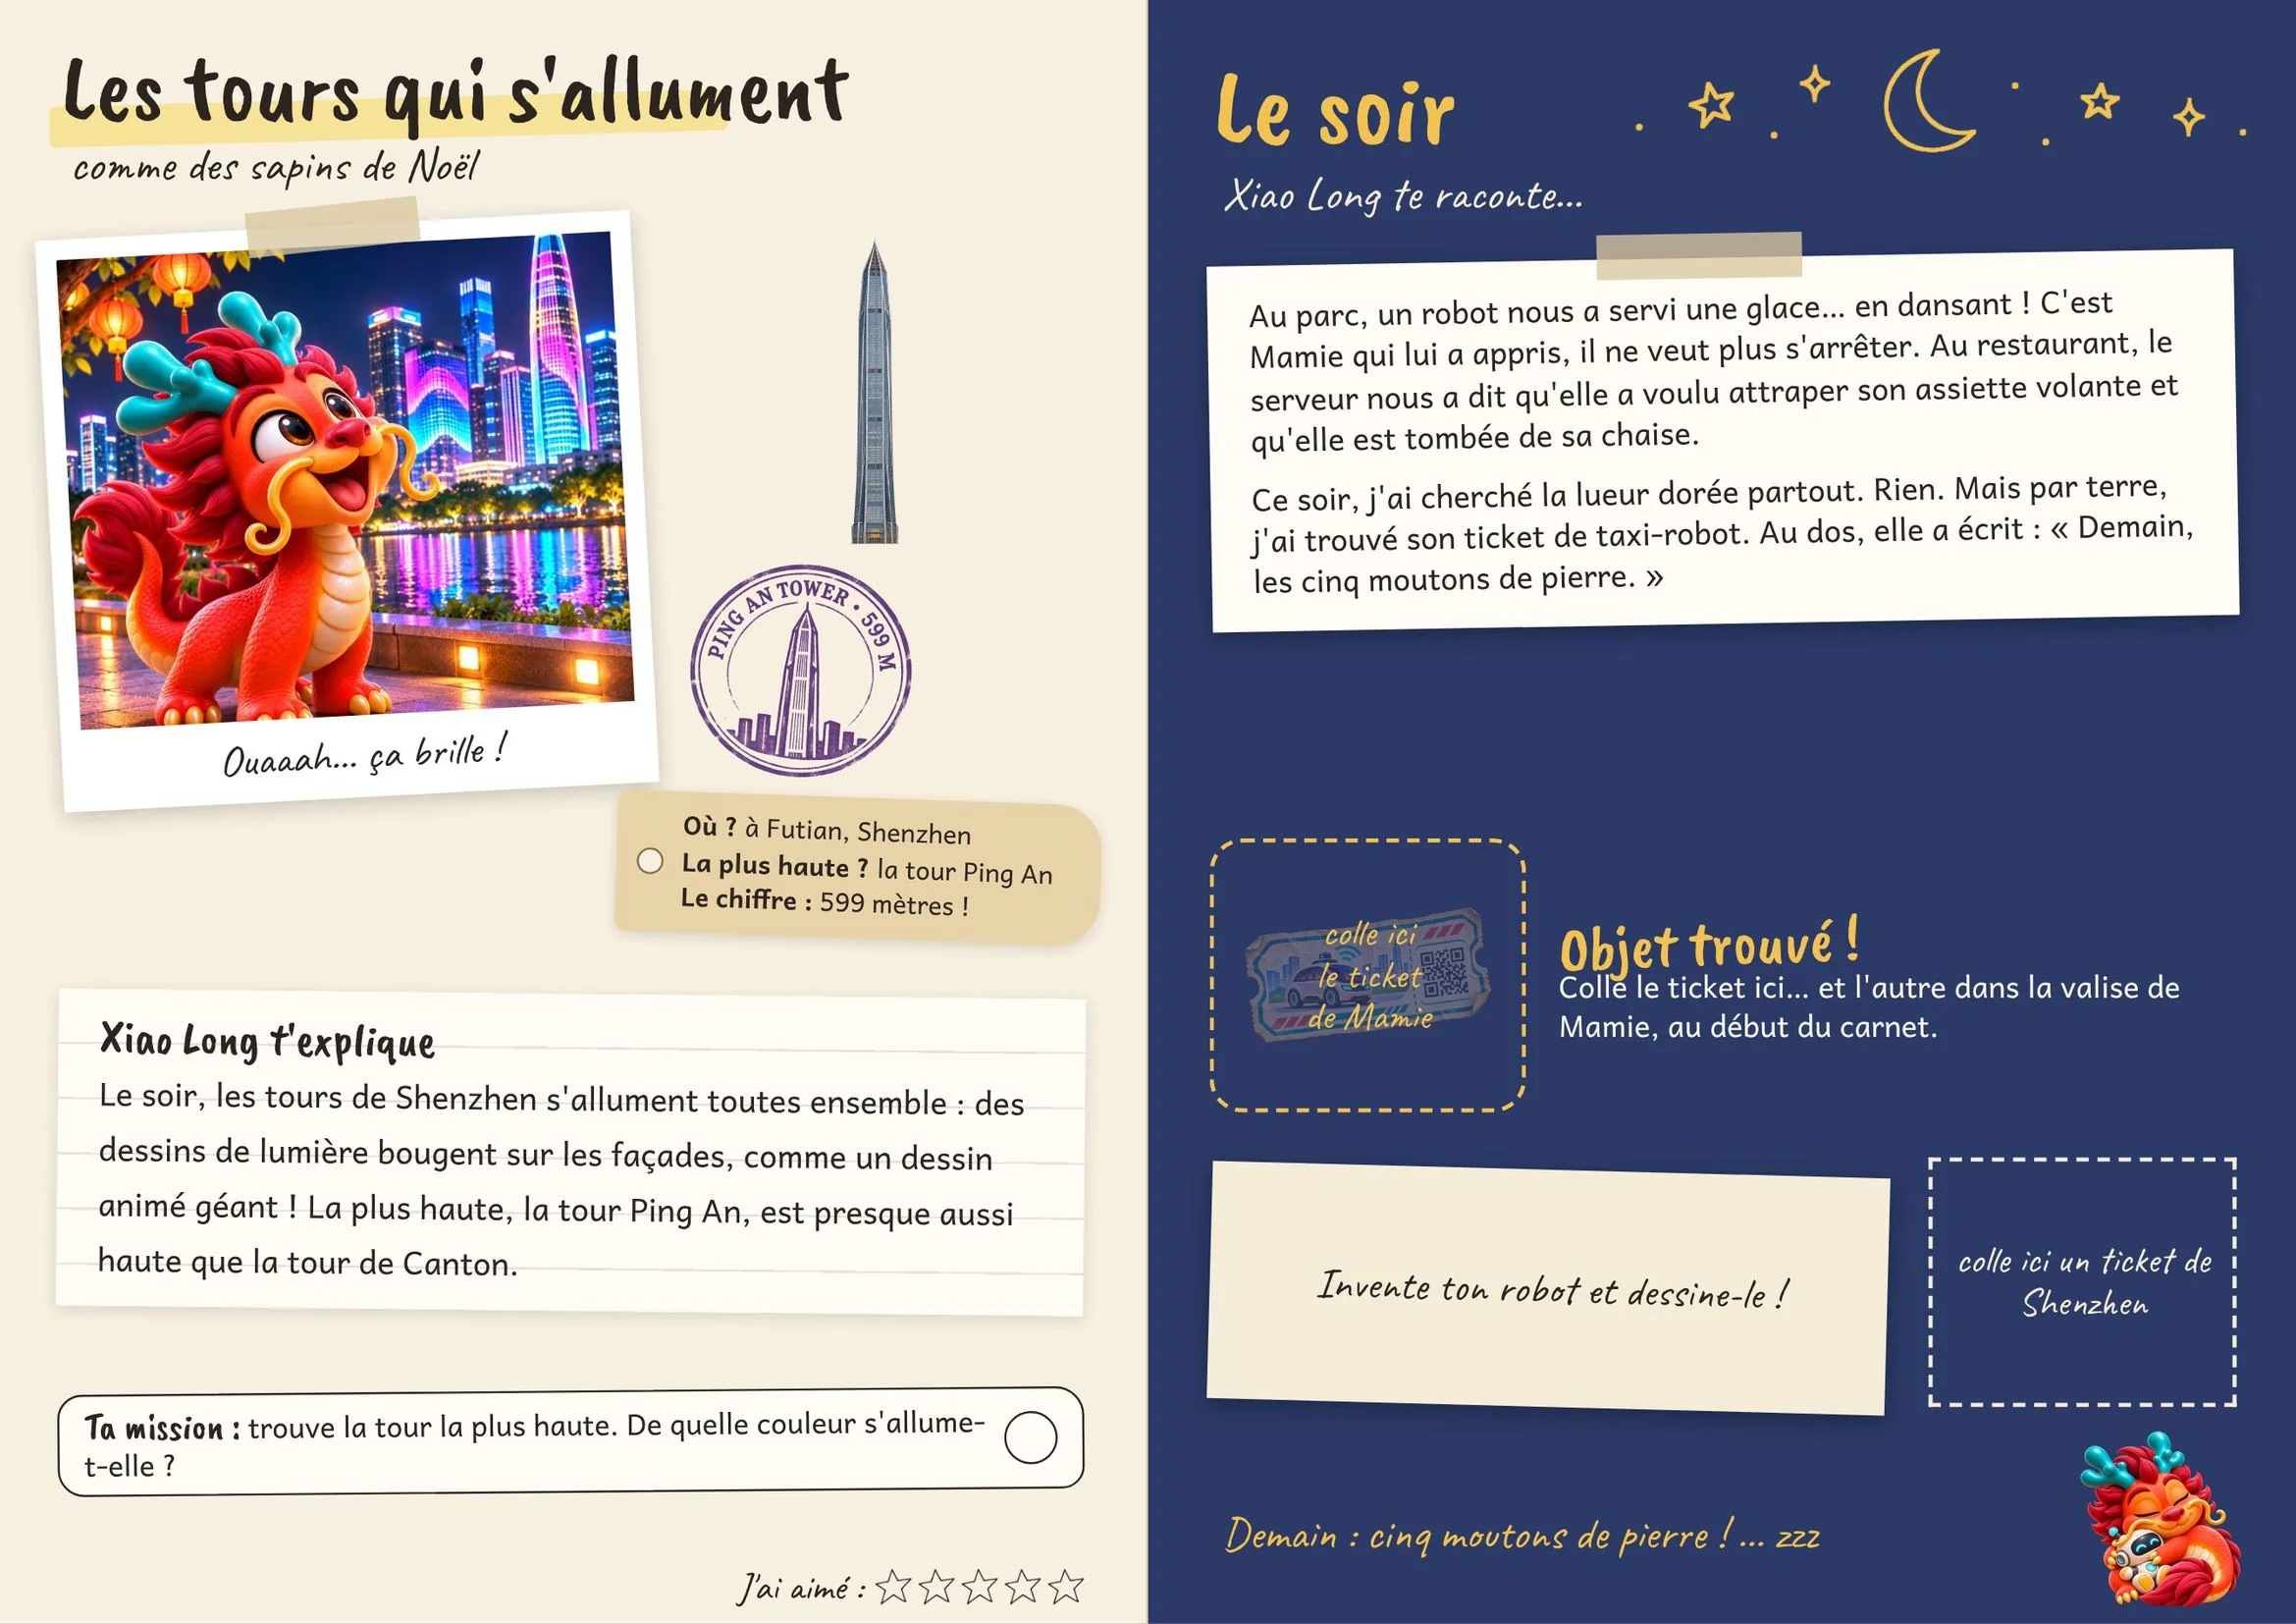 Les tours qui s'allument
comme des sapins de Noël
Ouaaah... ça brille !
PING AN TOWER • 599 M
Où ? à Futian, Shenzhen
La plus haute ? la tour Ping An
Le chiffre : 599 mètres !
Xiao Long t'explique
Le soir, les tours de Shenzhen s'allument toutes ensemble : des
dessins de lumière bougent sur les façades, comme un dessin
animé géant ! La plus haute, la tour Ping An, est presque aussi
haute que la tour de Canton.
Ta mission : trouve la tour la plus haute. De quelle couleur s'allume-
t-elle ?
J'ai aimé :
Le soir
Xiao Long te raconte...
Au parc, un robot nous a servi une glace... en dansant ! C'est
Mamie qui lui a appris, il ne veut plus s'arrêter. Au restaurant, le
serveur nous a dit qu'elle a voulu attraper son assiette volante et
qu'elle est tombée de sa chaise.
Ce soir, j'ai cherché la lueur dorée partout. Rien. Mais par terre,
j'ai trouvé son ticket de taxi-robot. Au dos, elle a écrit : « Demain,
les cinq moutons de pierre. »
colle ici
le ticket
de Mamie
Objet trouvé !
Colle le ticket ici... et l'autre dans la valise de
Mamie, au début du carnet.
Invente ton robot et dessine-le !
colle ici un ticket de
Shenzhen
Demain : cinq moutons de pierre ! ... zzz